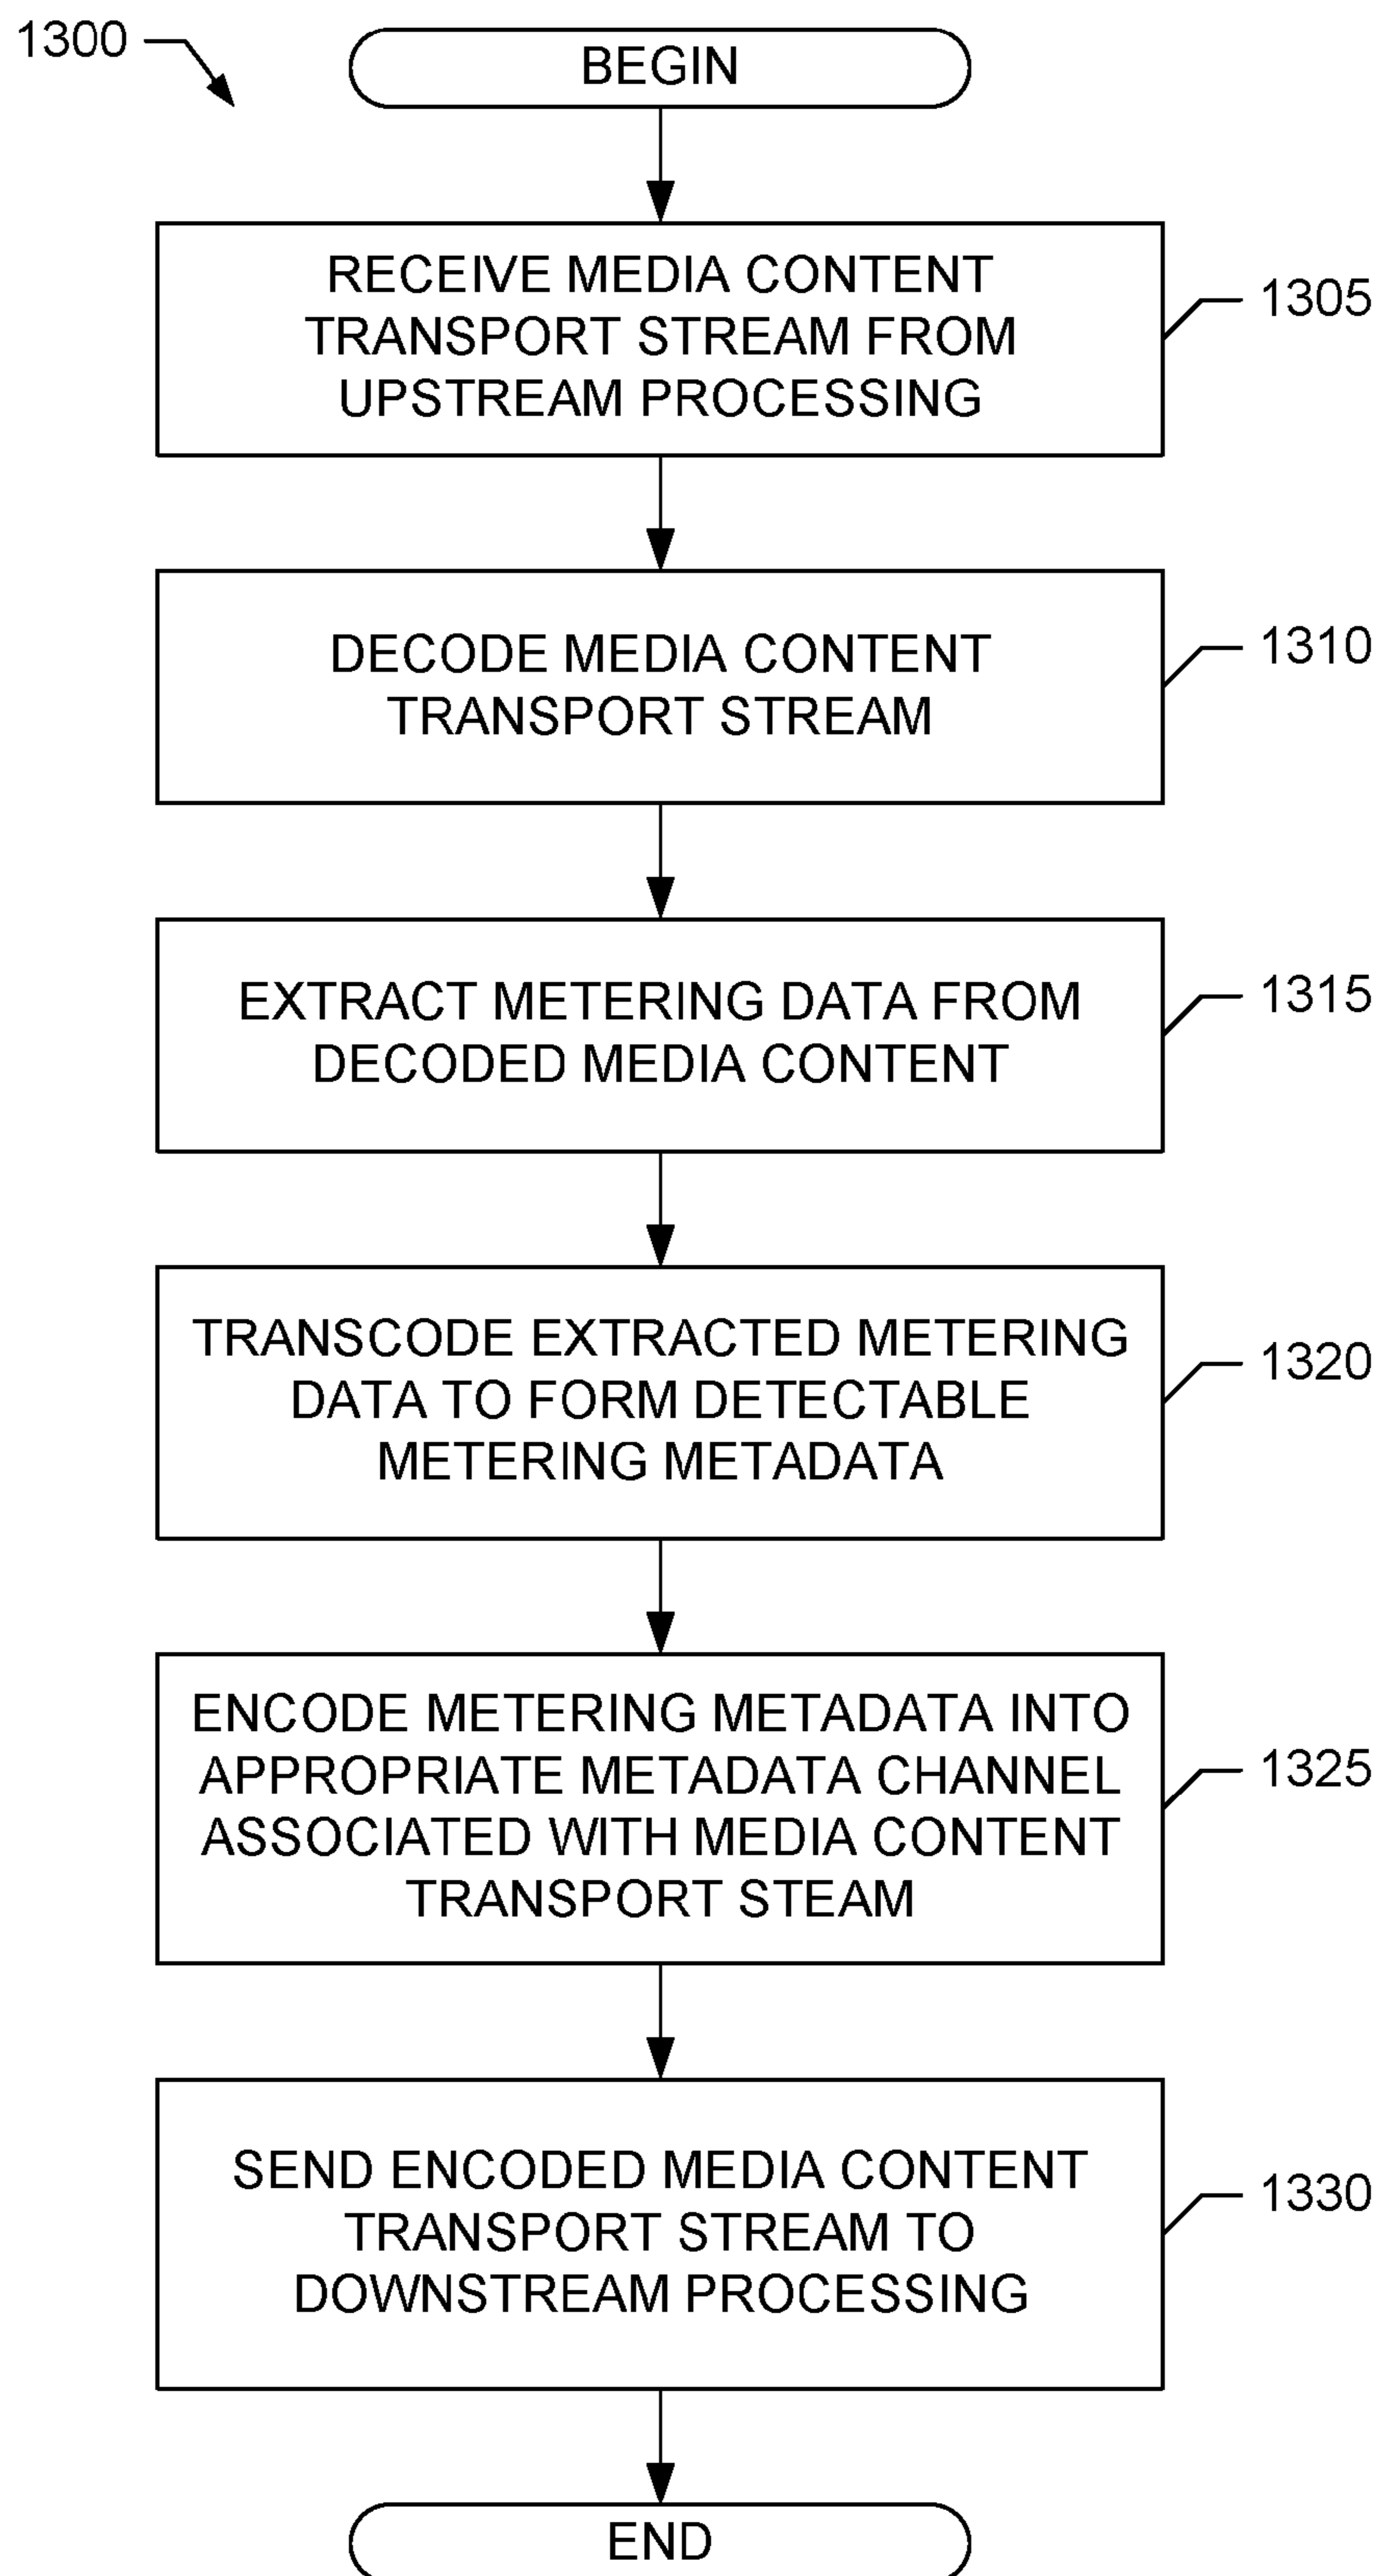 1300
BEGIN
RECEIVE MEDIA CONTENT
TRANSPORT STREAM FROM
UPSTREAM PROCESSING
1305
DECODE MEDIA CONTENT
TRANSPORT STREAM
1310
EXTRACT METERING DATA FROM
DECODED MEDIA CONTENT
1315
TRANSCODE EXTRACTED METERING
DATA TO FORM DETECTABLE
METERING METADATA
1320
ENCODE METERING METADATA INTO
APPROPRIATE METADATA CHANNEL
ASSOCIATED WITH MEDIA CONTENT
TRANSPORT STEAM
1325
SEND ENCODED MEDIA CONTENT
TRANSPORT STREAM TO
DOWNSTREAM PROCESSING
1330
END